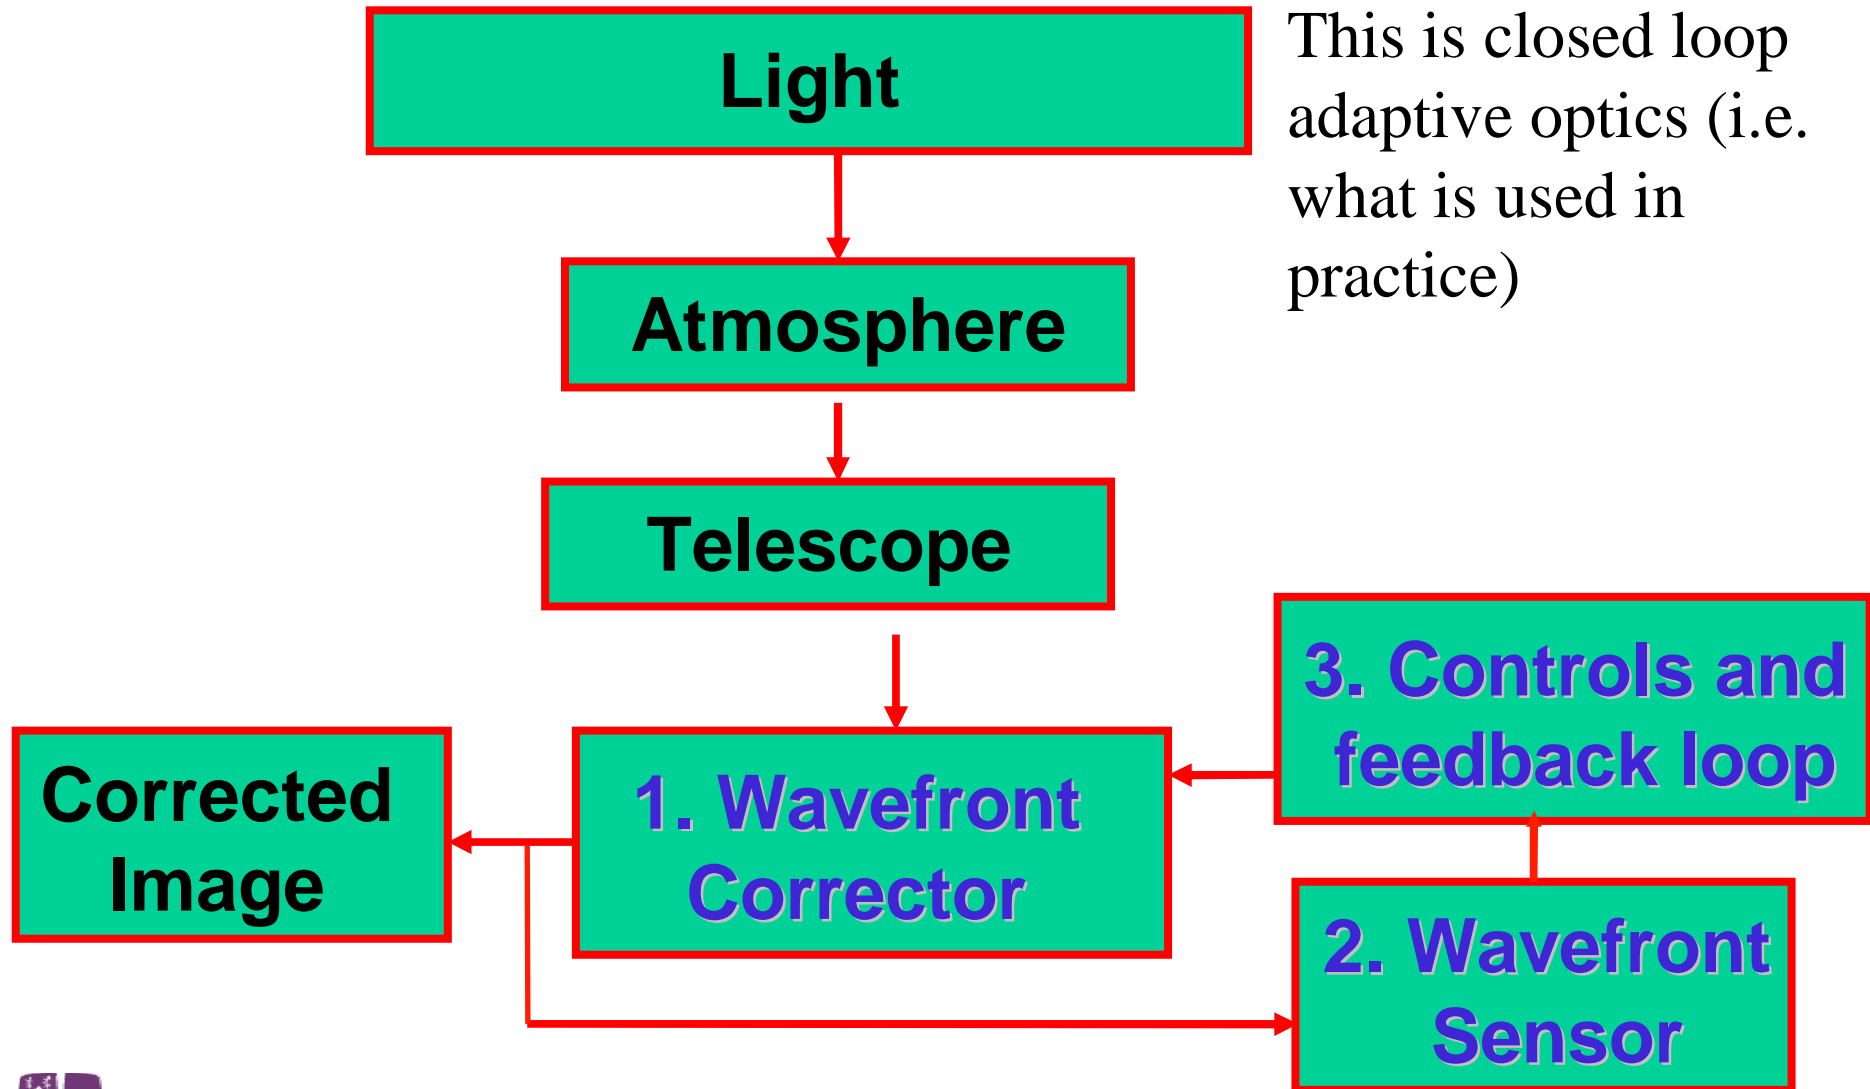 Light
This is closed loop
adaptive optics (i.e.
what is used in
practice)
Atmosphere
Telescope
3. Controls and
feedback loop
Corrected
Image
1. Wavefront
Corrector
2. Wavefront
Sensor